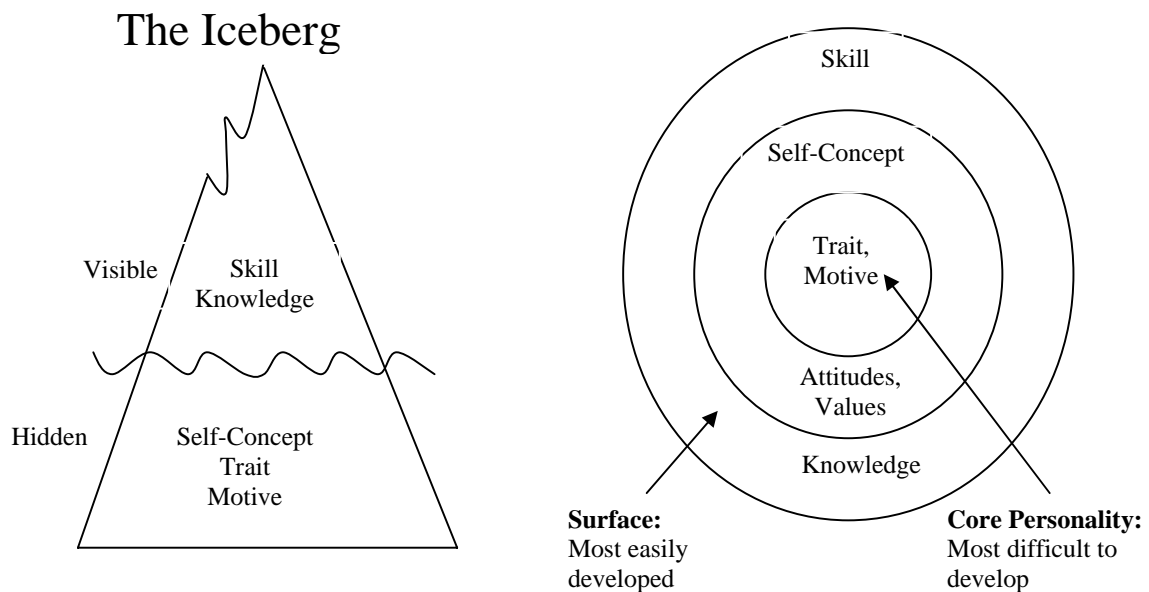 The Iceberg
Visible
Skill
Knowledge
Hidden
Self-Concept
Trait
Motive
Skill
Self-Concept
Trait,
Motive
Attitudes,
Values
Knowledge
Surface:
Most easily
developed
Core Personality:
Most difficult to
develop